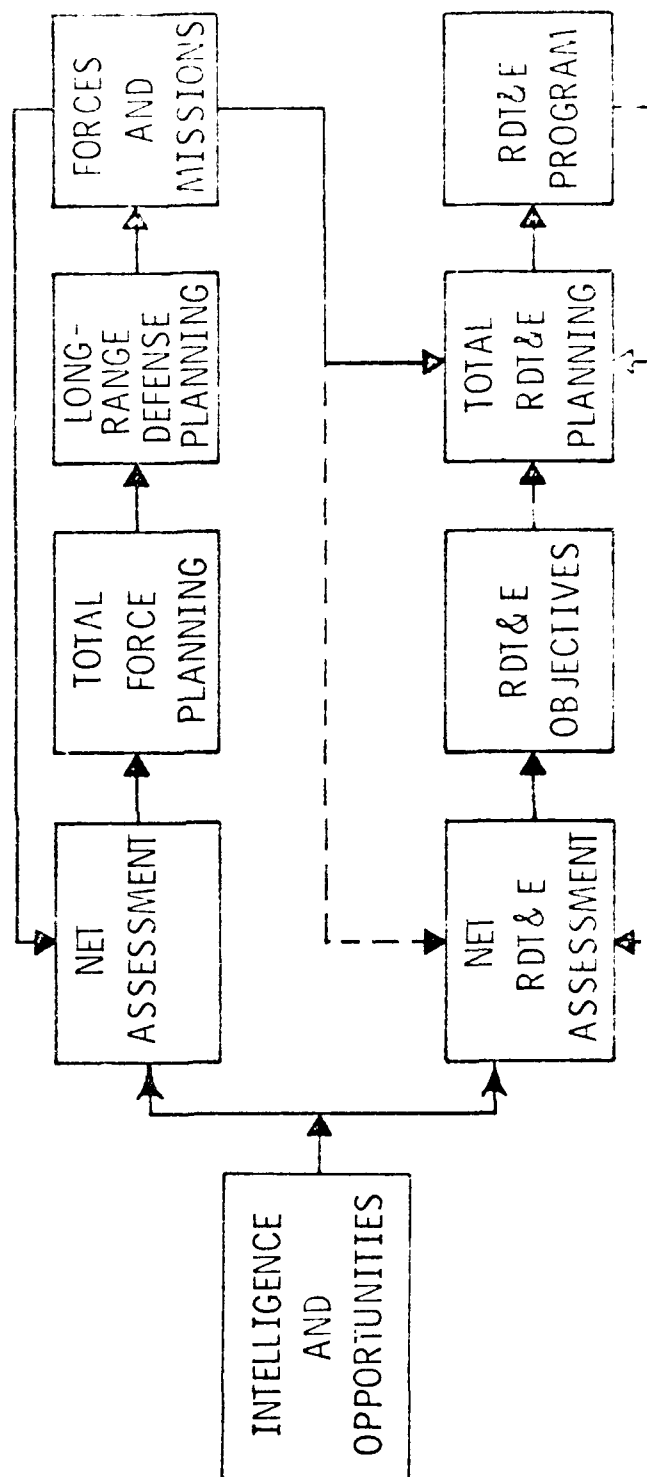 INTELLIGENCE
AND
OPPORTUNITIES
NET
ASSESSMENT
TOTAL
FORCE
PLANNING
LONG-
RANGE
DEFENSE
PLANNING
FORCES
AND
MISSIONS
NET
RDT&E
ASSESSMENT
RDT&E
OBJECTIVES
TOTAL
RDT&E
PLANNING
RDT&E
PROGRAM